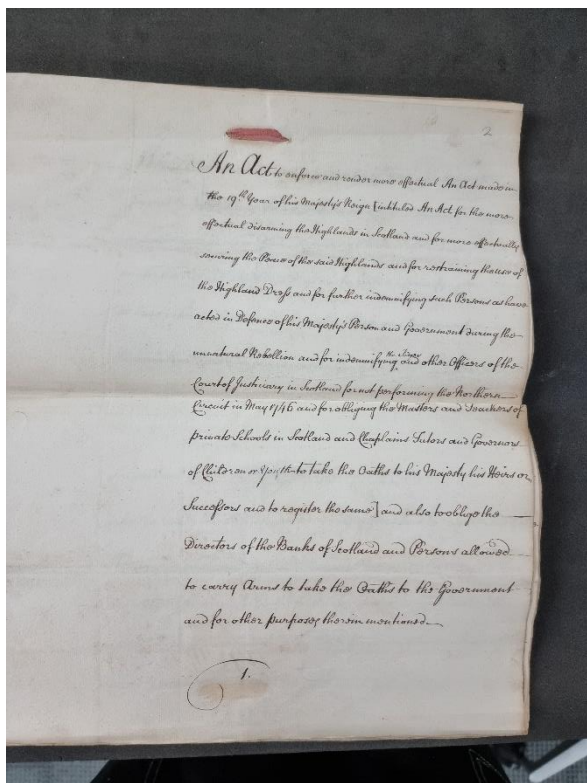 2
An Act to enforce and render more effectual An Act made in
the 19th Year of his Majesty's Reign [intituled An Act for the more
effectual disarming the Highlands in Scotland and for more effectually
securing the Peace of the said Highlands and for restraining the use of
the Highland Dress and for further indemnifying such Persons as have
acted in Defence of his Majesty's Person and Government during the
unnatural Rebellion and for indemnifying the Judges and other Officers of the
Court of Justiciary in Scotland for not performing the Northern
Circuit in May 1746 and for obliging the Masters and Teachers of
private Schools in Scotland and Chaplains Tutors and Governors
of Children or Youth to take the Oaths to his Majesty his Heirs or
Successors and to register the same] and also to oblige the
Directors of the Banks of Scotland and Persons allowed
to carry Arms to take the Oaths to the Government
and for other purposes therein mentioned
1.